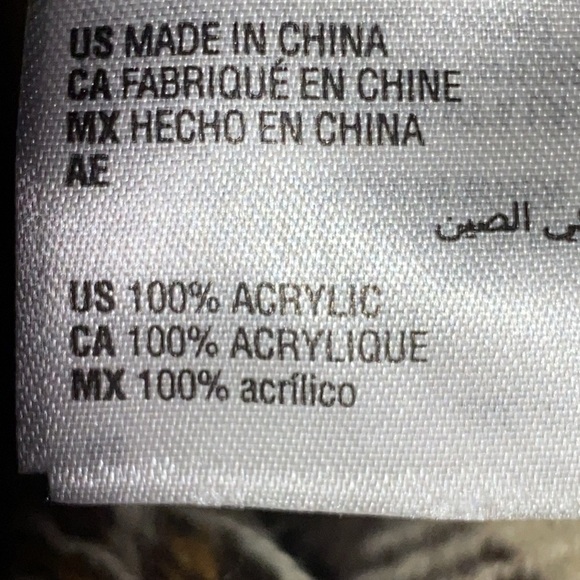 US MADE IN CHINA
CA FABRIQUÉ EN CHINE
MX HECHO EN CHINA
AE
الصين
US 100% ACRYLIC
CA 100% ACRYLIQUE
MX 100% acrílico